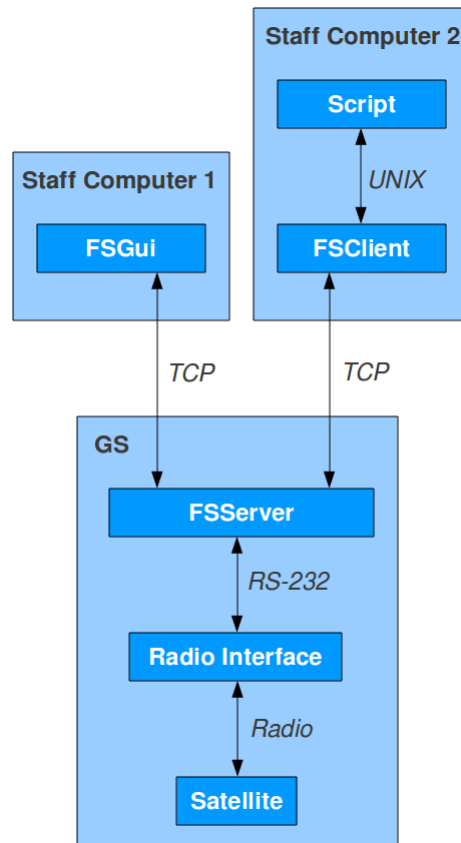 Staff Computer 2
Script
UNIX
FSClient
Staff Computer 1
FSGui
TCP
TCP
GS
FSServer
RS-232
Radio Interface
Radio
Satellite